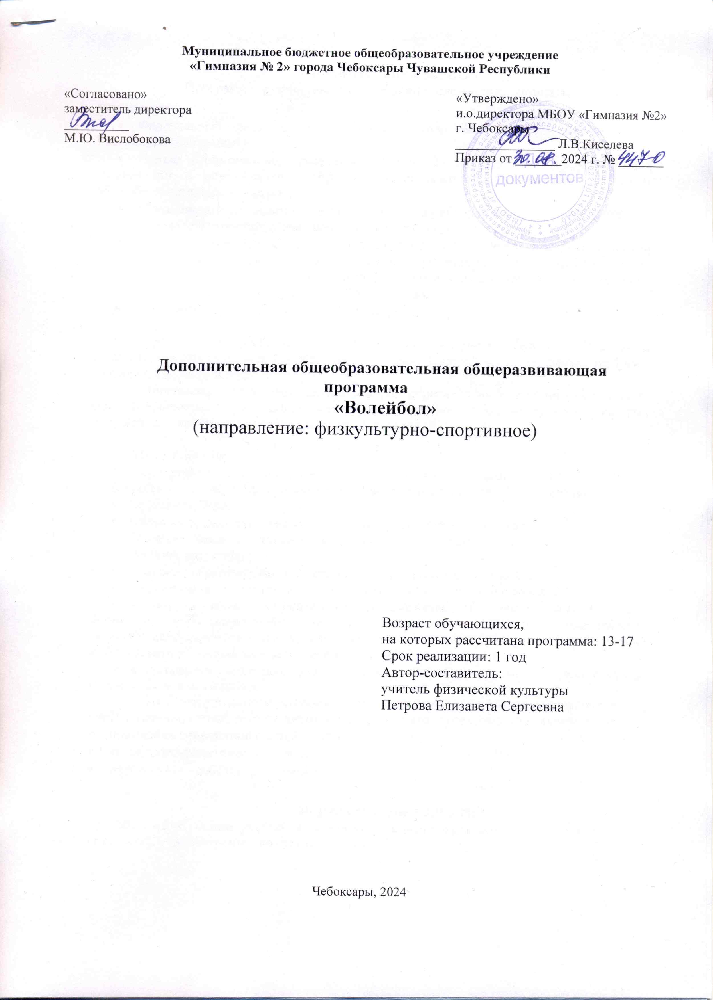 Муниципальное бюджетное общеобразовательное учреждение
«Гимназия № 2» города Чебоксары Чувашской Республики
«Согласовано»
заместитель директора
М.Ю. Вислобокова
«Утверждено»
и.о.директора МБОУ «Гимназия №2»
г. Чебоксары
Л.В.Киселева
Приказ от 30.08. 2024 г. № 447-О
для
документов
Дополнительная общеобразовательная общеразвивающая
программа
«Волейбол»
(направление: физкультурно-спортивное)
Возраст обучающихся,
на которых рассчитана программа: 13-17
Срок реализации: 1 год
Автор-составитель:
учитель физической культуры
Петрова Елизавета Сергеевна
Чебоксары, 2024